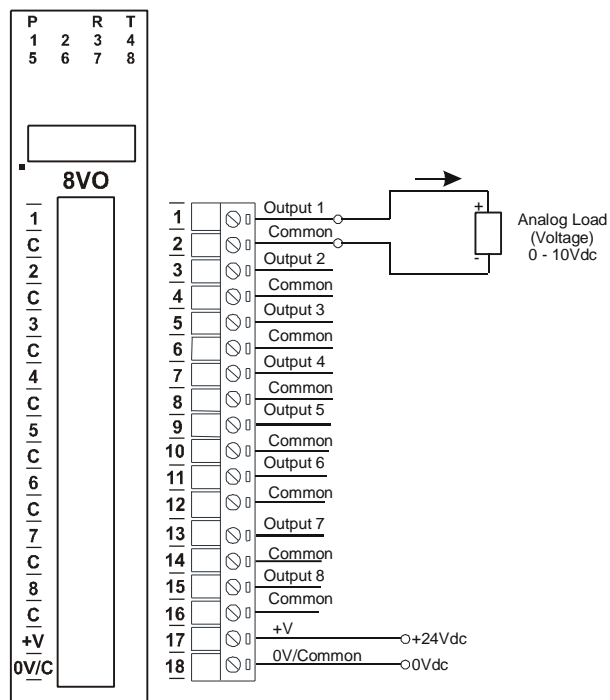 P R T
1 2 3 4
5 6 7 8
8VO
1
C
2
C
3
C
4
C
5
C
6
C
7
C
8
C
+V
0V/C
1 Output 1
2 Common
3 Output 2
4 Common
5 Output 3
6 Common
7 Output 4
8 Common
9 Output 5
10 Common
11 Output 6
12 Common
13 Output 7
14 Common
15 Output 8
16 Common
17 +V +24Vdc
18 0V/Common 0Vdc
+
-
Analog Load
(Voltage)
0 - 10Vdc